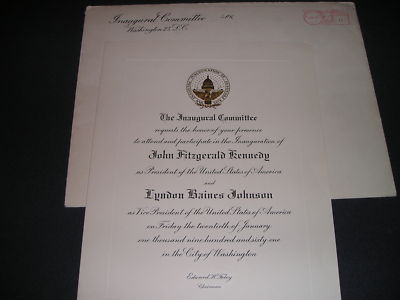 Inaugural Committee
Washington 25, D.C.
The Inaugural Committee
requests the honor of your presence
to attend and participate in the Inauguration of
John Fitzgerald Kennedy
as President of the United States of America
and
Lyndon Baines Johnson
as Vice President of the United States of America
on Friday the twentieth of January
one thousand nine hundred and sixty one
in the City of Washington
Edward H. Foley
Chairman